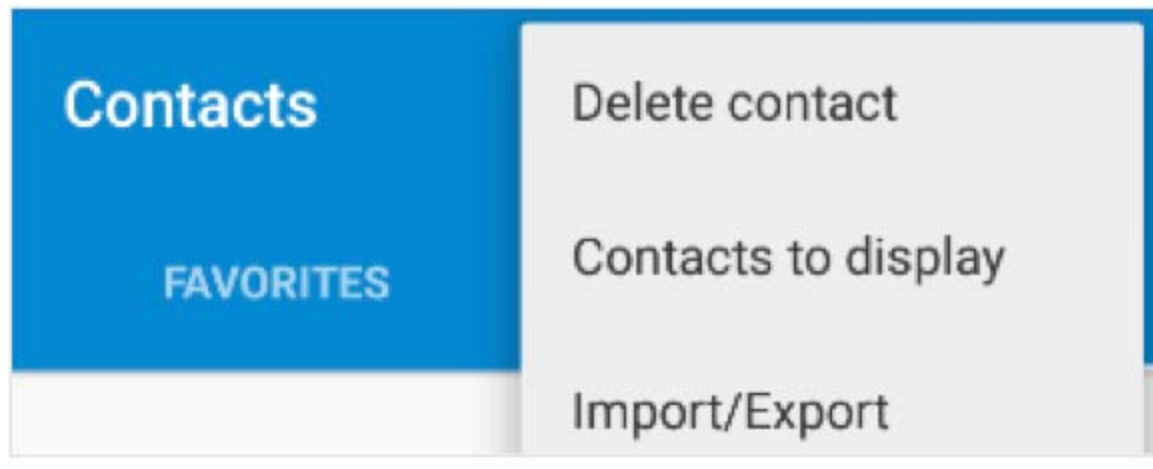 Contacts
FAVORITES
Delete contact
Contacts to display
Import/Export